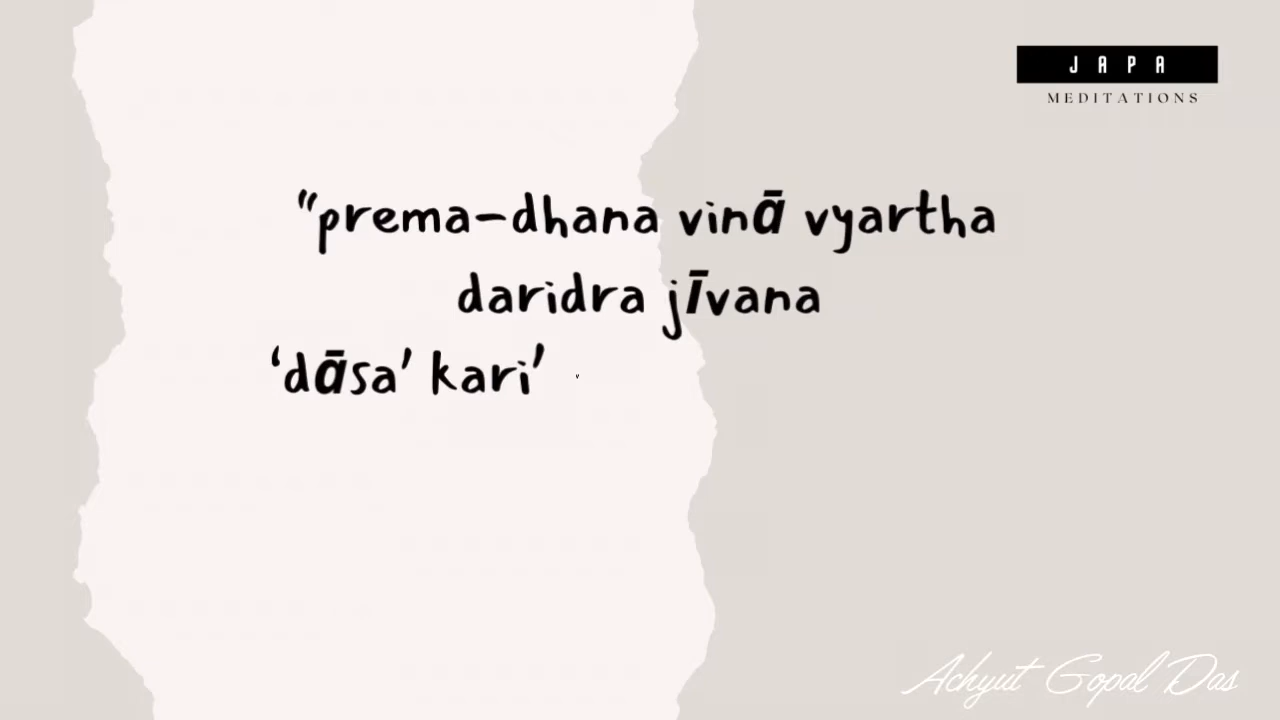 JAPA
MEDITATIONS
“prema-dhana vinā vyartha
daridra jīvana
‘dāsa’ kari’
Achyut Gopal Das